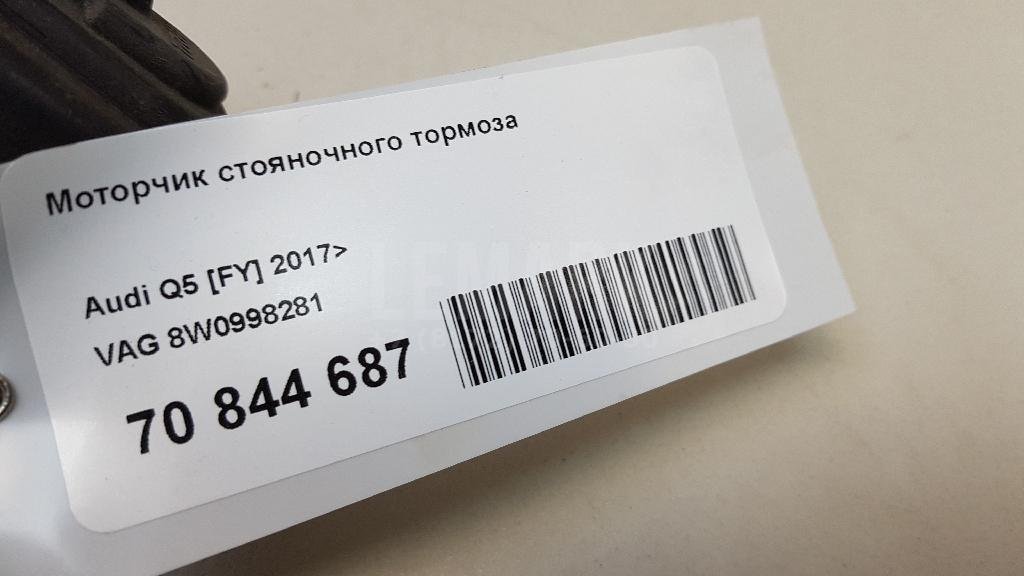 Моторчик стояночного тормоза
Audi Q5 [FY] 2017>
VAG 8W0998281
70 844 687